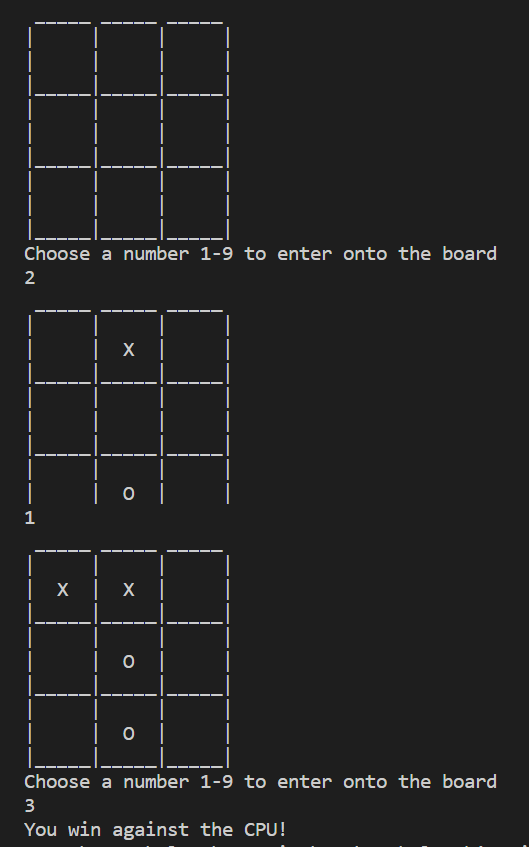 Choose a number 1-9 to enter onto the board
2
X
O
1
X X
O
O
Choose a number 1-9 to enter onto the board
3
You win against the CPU!